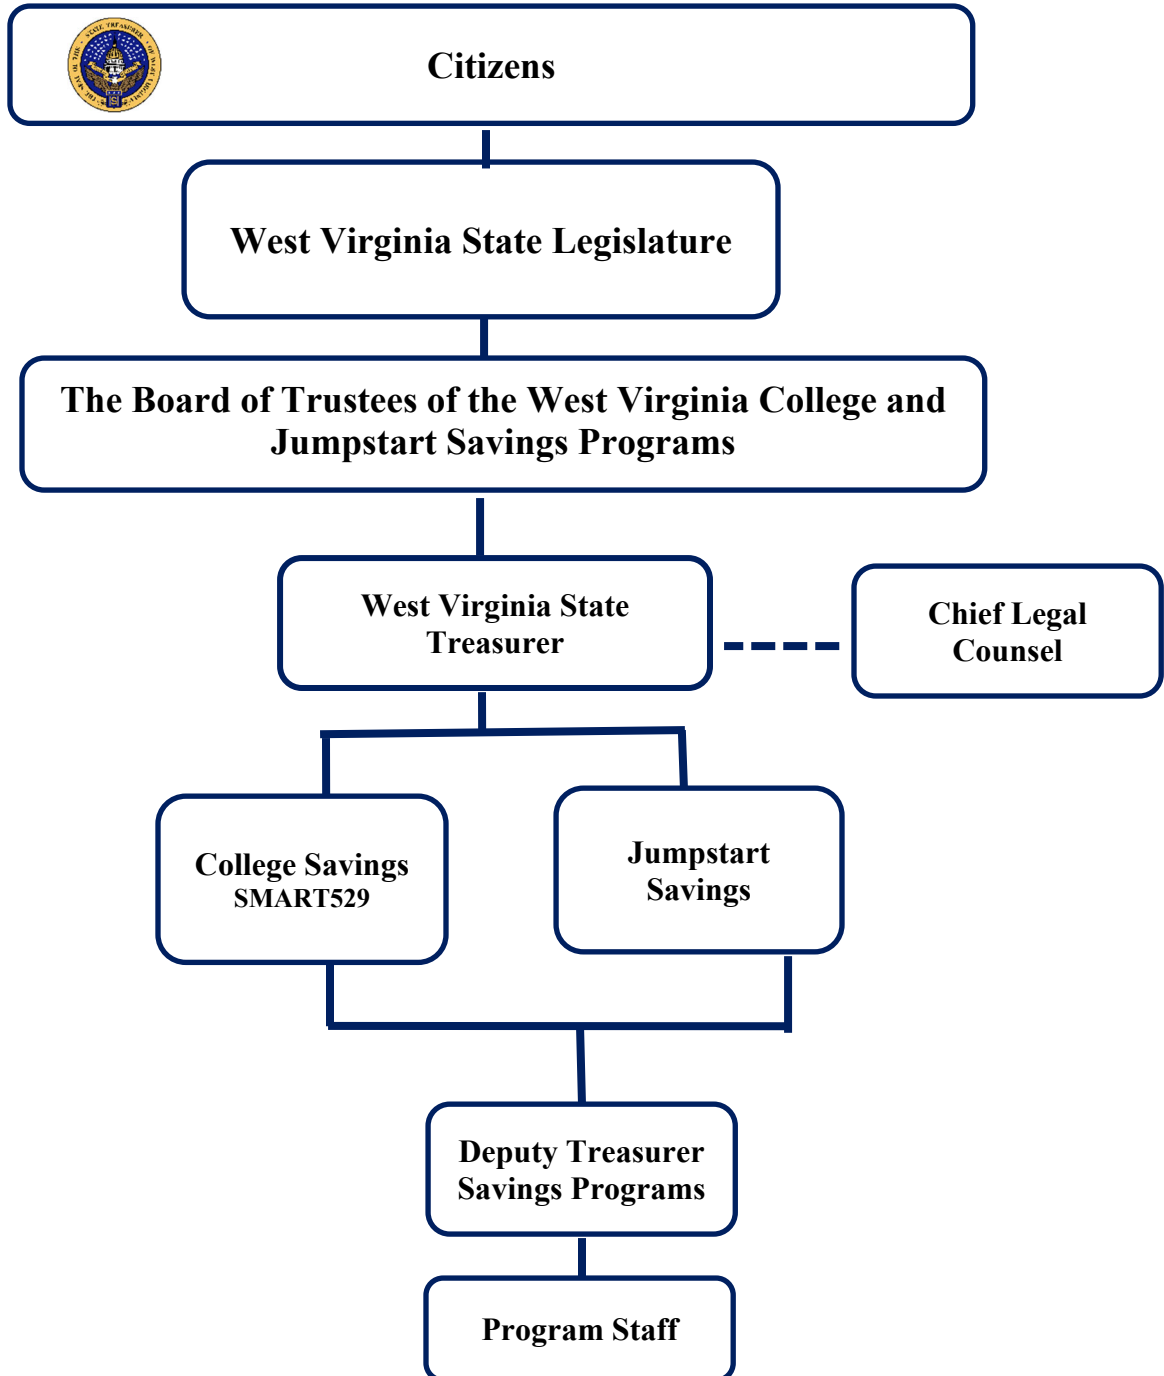 Citizens
West Virginia State Legislature
The Board of Trustees of the West Virginia College and
Jumpstart Savings Programs
West Virginia State
Treasurer
Chief Legal
Counsel
College Savings
SMART529
Jumpstart
Savings
Deputy Treasurer
Savings Programs
Program Staff